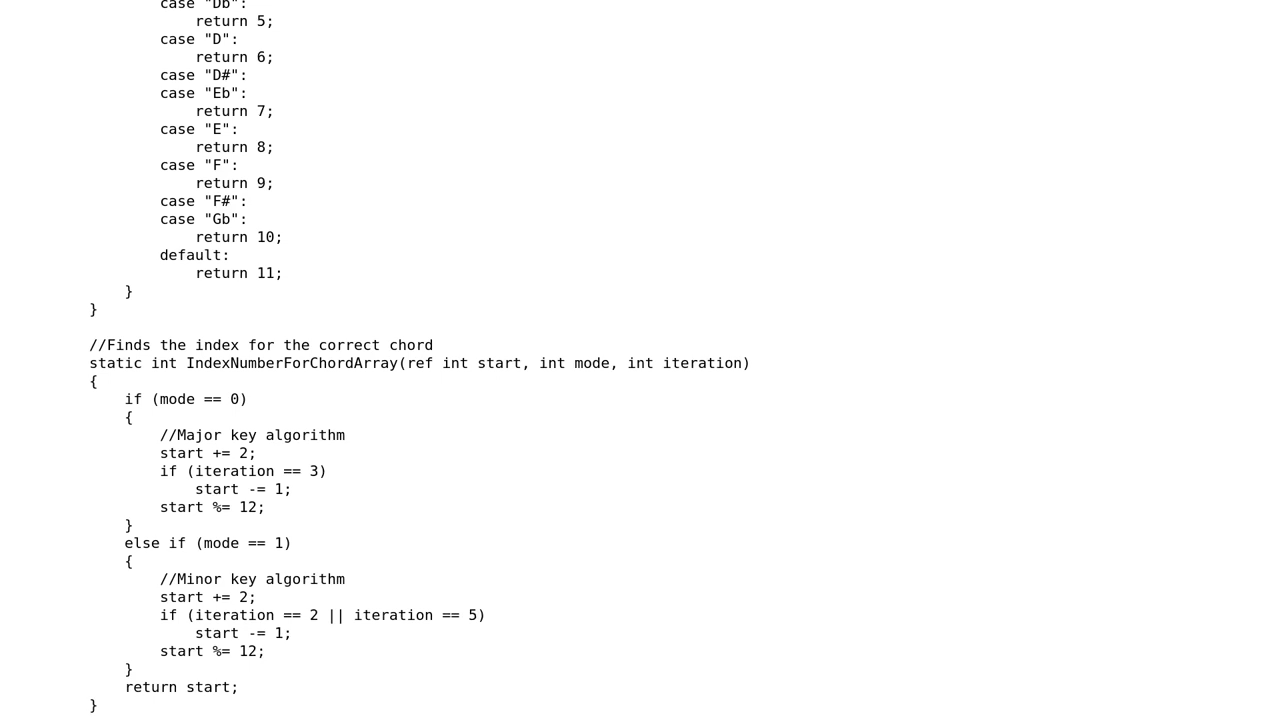 case "Db":
return 5;
case "D":
return 6;
case "D#":
case "Eb":
return 7;
case "E":
return 8;
case "F":
return 9;
case "F#":
case "Gb":
return 10;
default:
return 11;
}
}
//Finds the index for the correct chord
static int IndexNumberForChordArray(ref int start, int mode, int iteration)
{
if (mode == 0)
{
//Major key algorithm
start += 2;
if (iteration == 3)
start -= 1;
start %= 12;
}
else if (mode == 1)
{
//Minor key algorithm
start += 2;
if (iteration == 2 || iteration == 5)
start -= 1;
start %= 12;
}
return start;
}